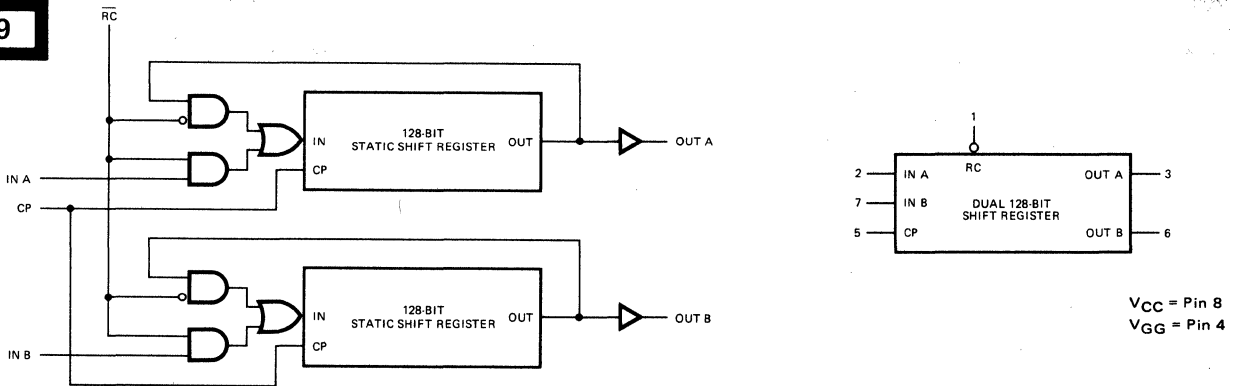 9
RC
IN A
CP
IN
CP
128-BIT
STATIC SHIFT REGISTER
OUT
OUT A
IN B
IN
CP
128-BIT
STATIC SHIFT REGISTER
OUT
OUT B
1
RC
2
IN A
OUT A
3
7
IN B
DUAL 128-BIT
SHIFT REGISTER
5
CP
OUT B
6
VCC = Pin 8
VGG = Pin 4